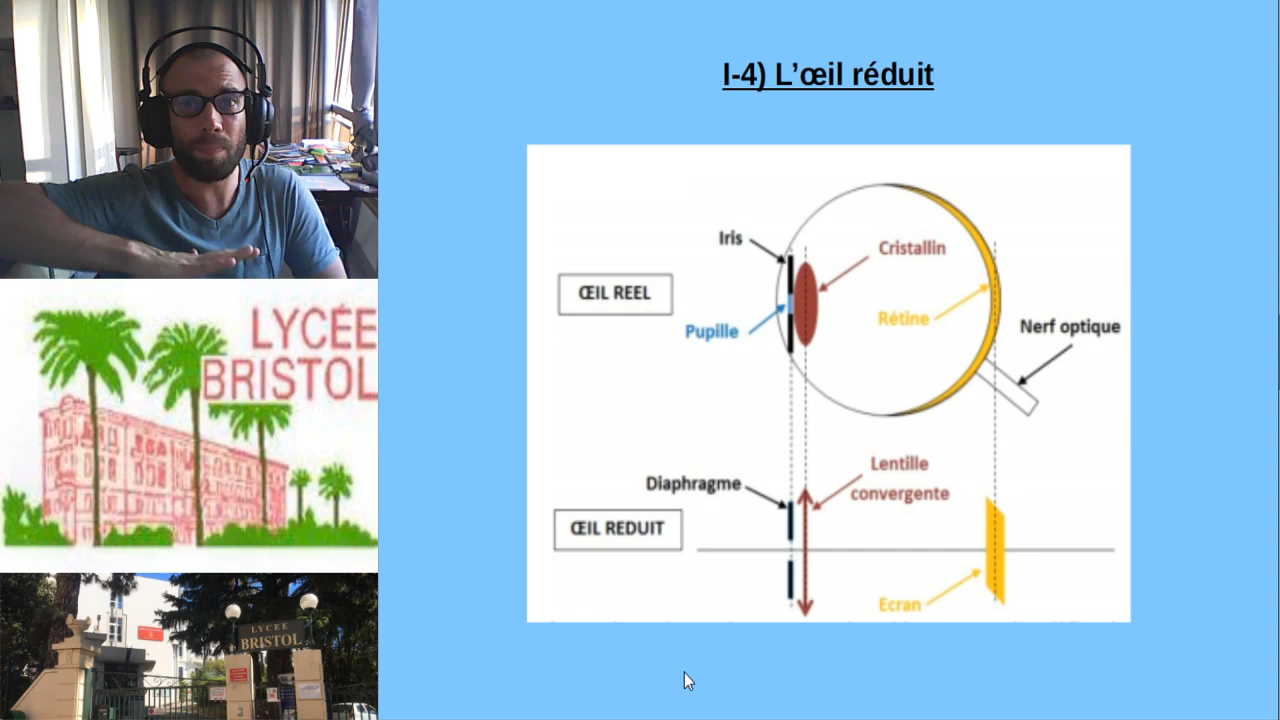 I-4) L’œil réduit
Iris
Cristallin
ŒIL REEL
Pupille
Rétine
Nerf optique
Lentille
convergente
Diaphragme
ŒIL REDUIT
Ecran
LYCÉE
BRISTOL
LYCEE
BRISTOL